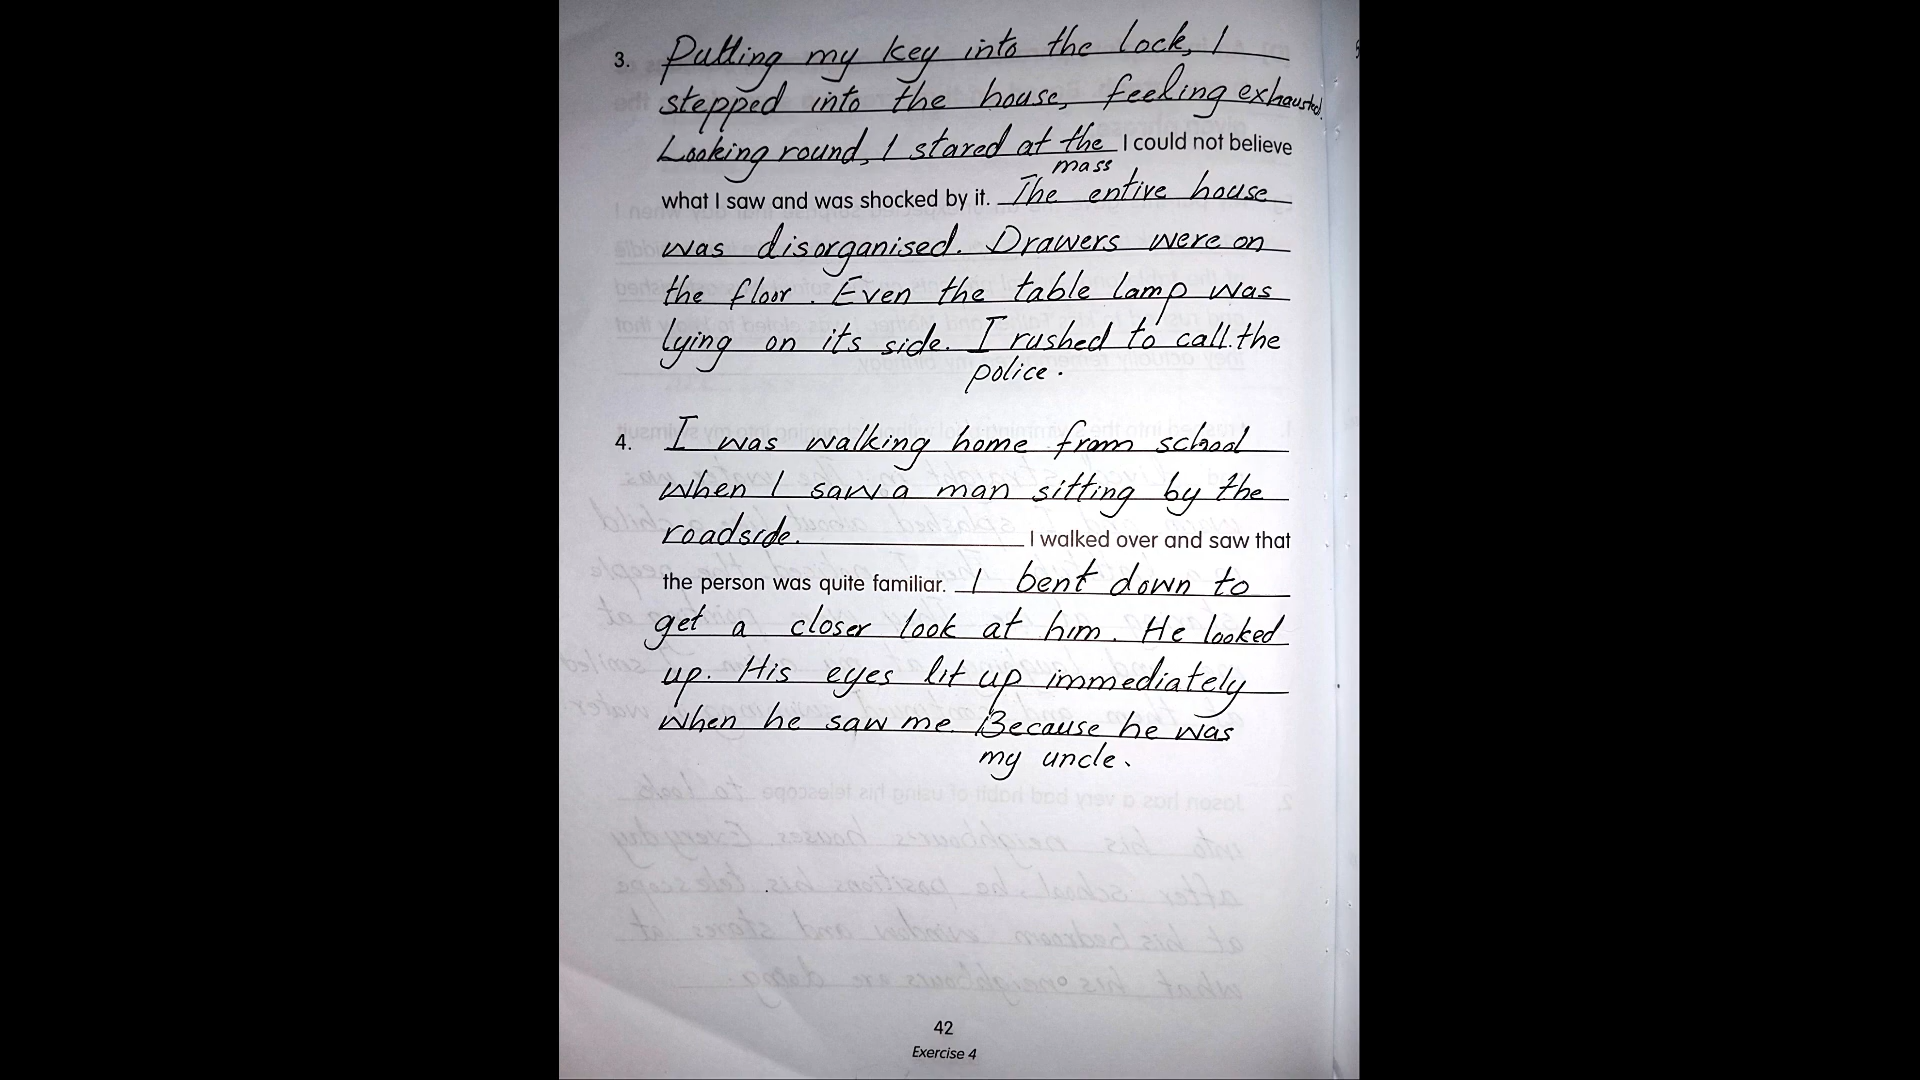 3. Putting my key into the lock, I
stepped into the house, feeling exhausted.
Looking round, I stared at the I could not believe
mass
what I saw and was shocked by it. The entire house
was disorganised. Drawers were on
the floor. Even the table lamp was
lying on its side. I rushed to call the
police.
4. I was walking home from school
when I saw a man sitting by the
roadside. I walked over and saw that
the person was quite familiar. I bent down to
get a closer look at him. He looked
up. His eyes lit up immediately
when he saw me. Because he was
my uncle.
42
Exercise 4